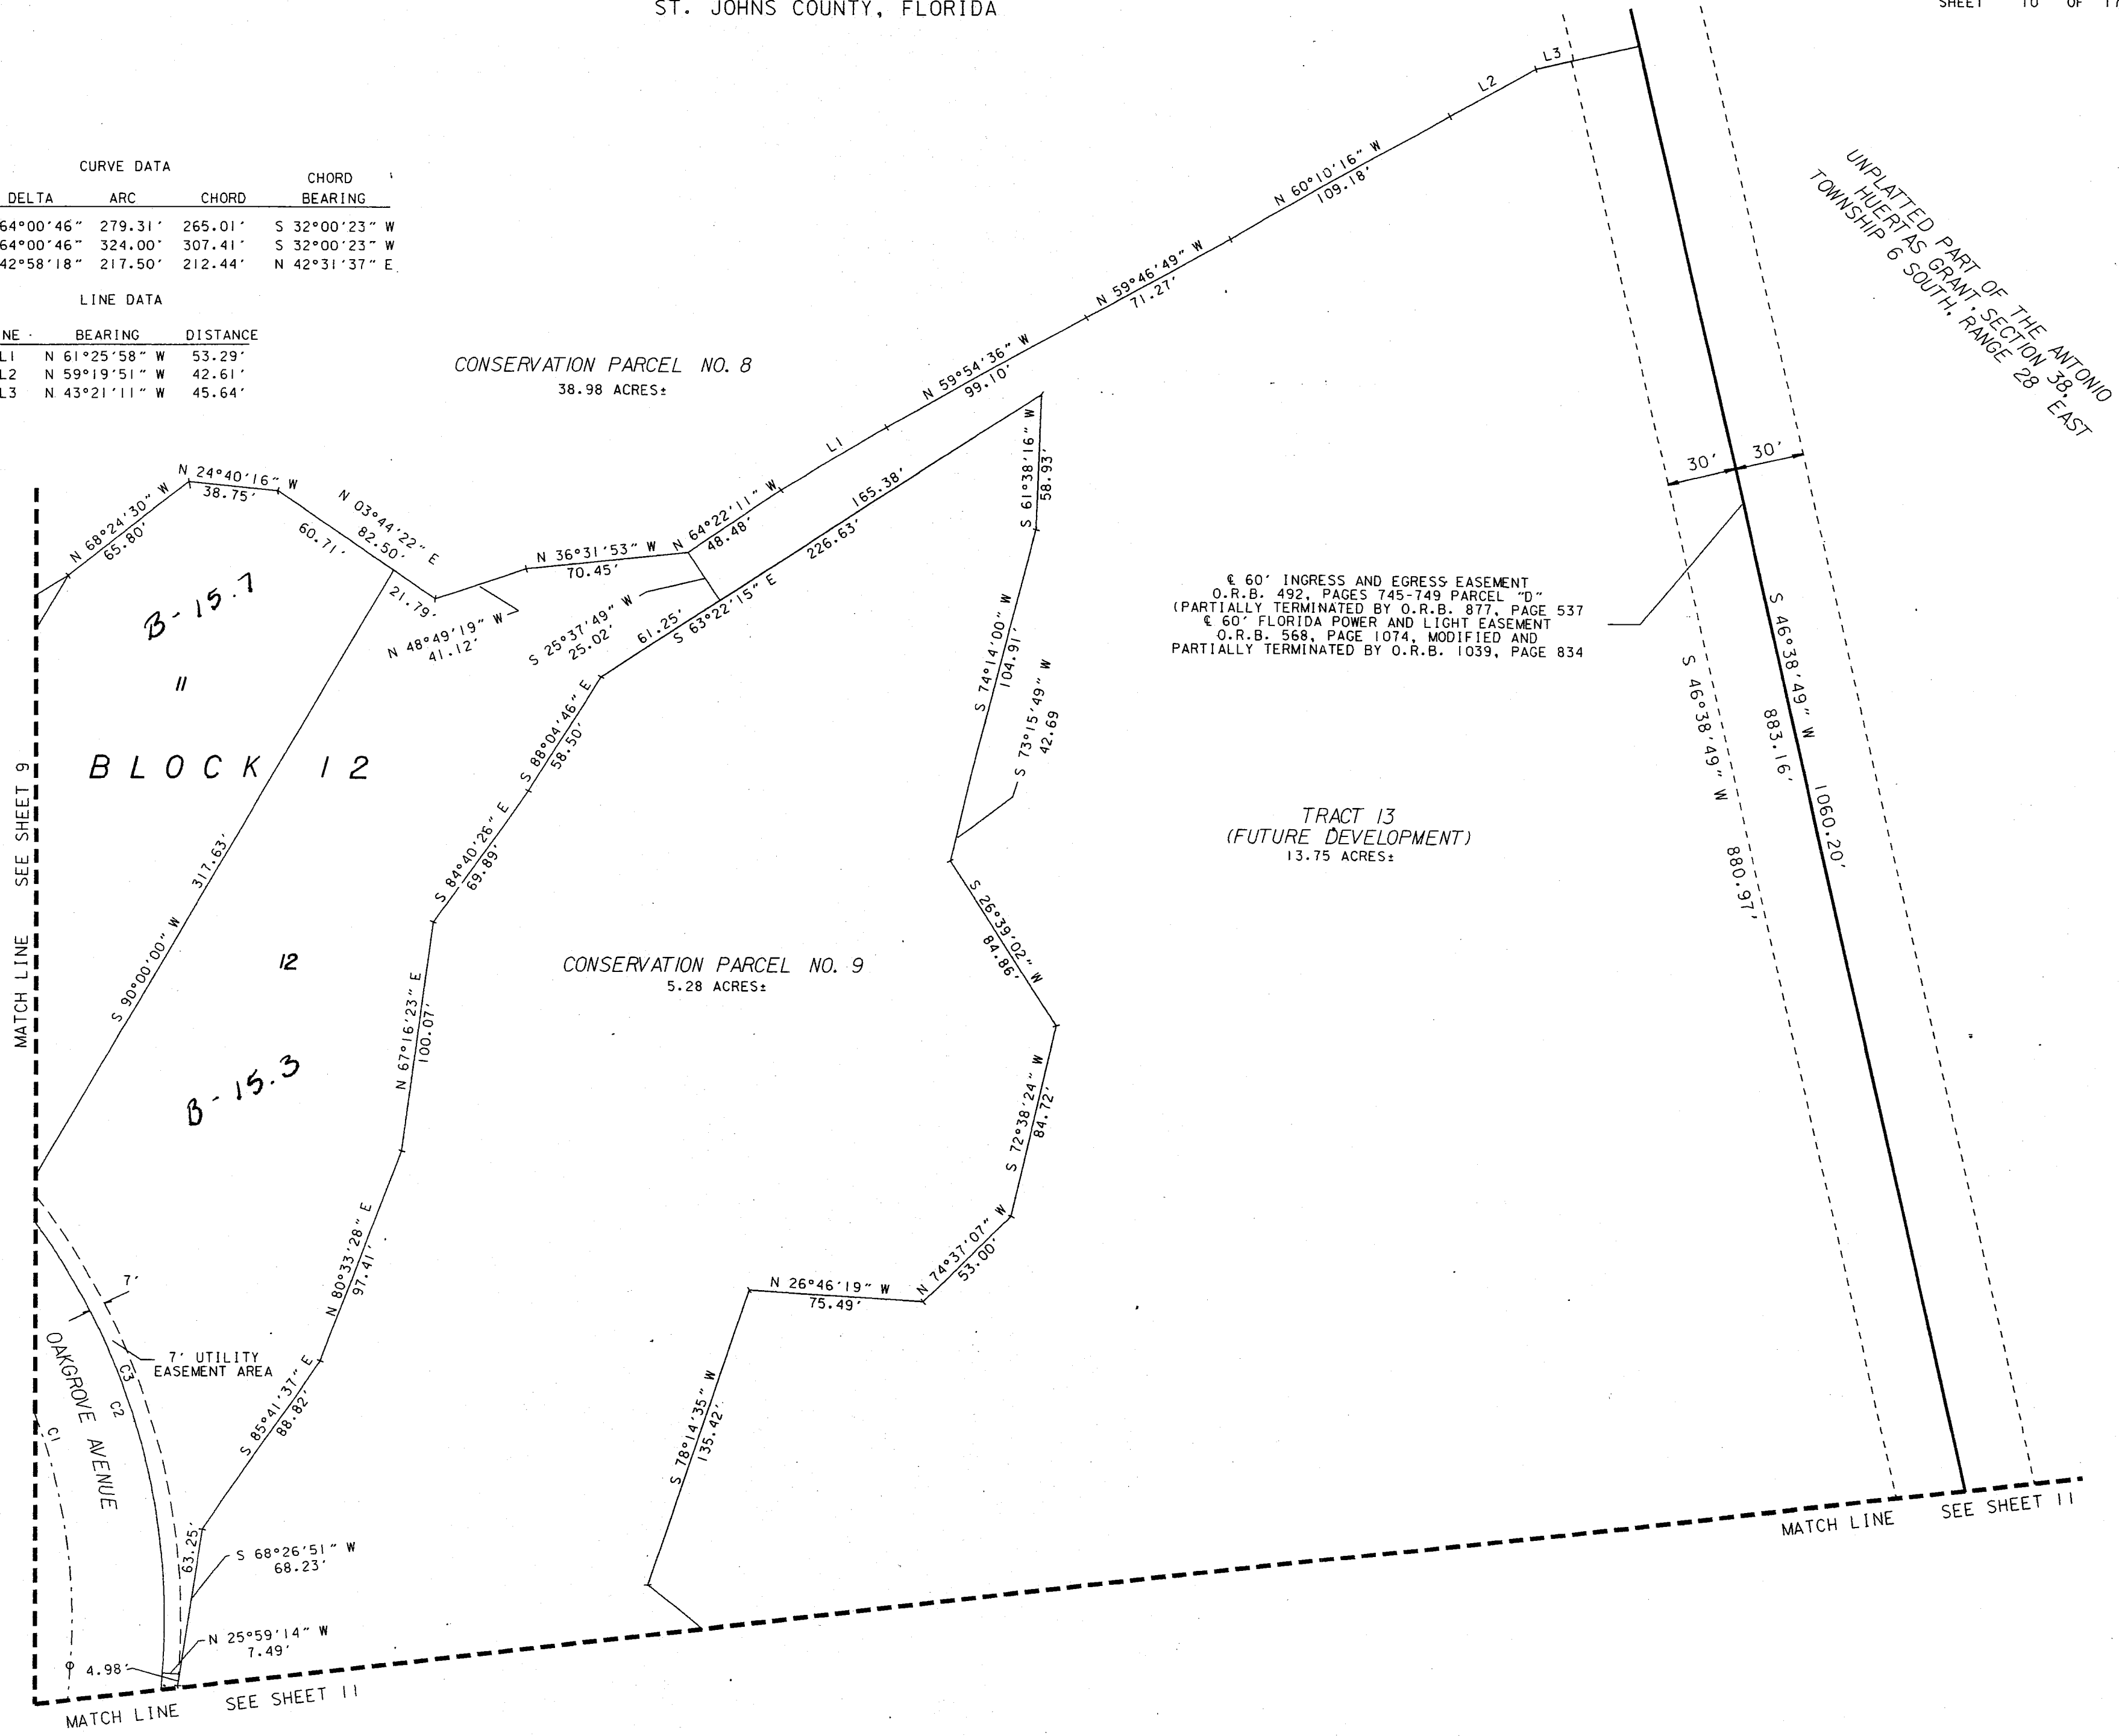 ST. JOHNS COUNTY, FLORIDA
SHEET 10 OF 17
CURVE DATA
DELTA ARC CHORD CHORD BEARING
64°00'46" 279.31' 265.01' S 32°00'23" W
64°00'46" 324.00' 307.41' S 32°00'23" W
42°58'18" 217.50' 212.44' N 42°31'37" E
LINE DATA
NE BEARING DISTANCE
L1 N 61°25'58" W 53.29'
L2 N 59°19'51" W 42.61'
L3 N 43°21'11" W 45.64'
CONSERVATION PARCEL NO. 8
38.98 ACRES±
L3
L2
N 60°10'16" W
109.18'
N 59°46'49" W
71.27'
N 59°54'36" W
99.10'
L1
N 64°22'11" W
48.48'
N 36°31'53" W
70.45'
N 48°49'19" W
41.12'
N 03°44'22" E
82.50'
60.71'
21.79'
N 24°40'16" W
38.75'
N 68°24'30" W
65.80'
UNPLATTED PART OF THE ANTONIO
HUERTAS GRANT, SECTION 38,
TOWNSHIP 6 SOUTH, RANGE 28 EAST
30'
30'
165.38'
226.63'
S 63°22'15" E
61.25'
S 25°37'49" W
25.02'
S 61°38'16" W
58.93'
S 74°14'00" W
104.91'
S 73°15'49" W
42.69
℄ 60' INGRESS AND EGRESS EASEMENT
O.R.B. 492, PAGES 745-749 PARCEL "D"
(PARTIALLY TERMINATED BY O.R.B. 877, PAGE 537
℄ 60' FLORIDA POWER AND LIGHT EASEMENT
O.R.B. 568, PAGE 1074, MODIFIED AND
PARTIALLY TERMINATED BY O.R.B. 1039, PAGE 834
S 46°38'49" W
883.16'
1060.20'
S 46°38'49" W
880.97'
B-15.7
11
BLOCK 12
MATCH LINE SEE SHEET 9
317.63'
S 90°00'00" W
12
B-15.3
S 88°04'46" E
58.50'
S 84°40'26" E
69.89'
N 67°16'23" E
100.07'
N 80°33'28" E
97.41'
S 85°41'37" E
88.82'
CONSERVATION PARCEL NO. 9
5.28 ACRES±
TRACT 13
(FUTURE DEVELOPMENT)
13.75 ACRES±
S 26°39'02" W
84.86'
S 72°38'24" W
84.72'
N 74°37'07" W
53.00'
N 26°46'19" W
75.49'
S 78°14'35" W
135.42'
7'
7' UTILITY
EASEMENT AREA
OAKGROVE AVENUE
C3
C2
C1
63.25'
S 68°26'51" W
68.23'
N 25°59'14" W
7.49'
4.98'
MATCH LINE SEE SHEET 11
MATCH LINE SEE SHEET 11